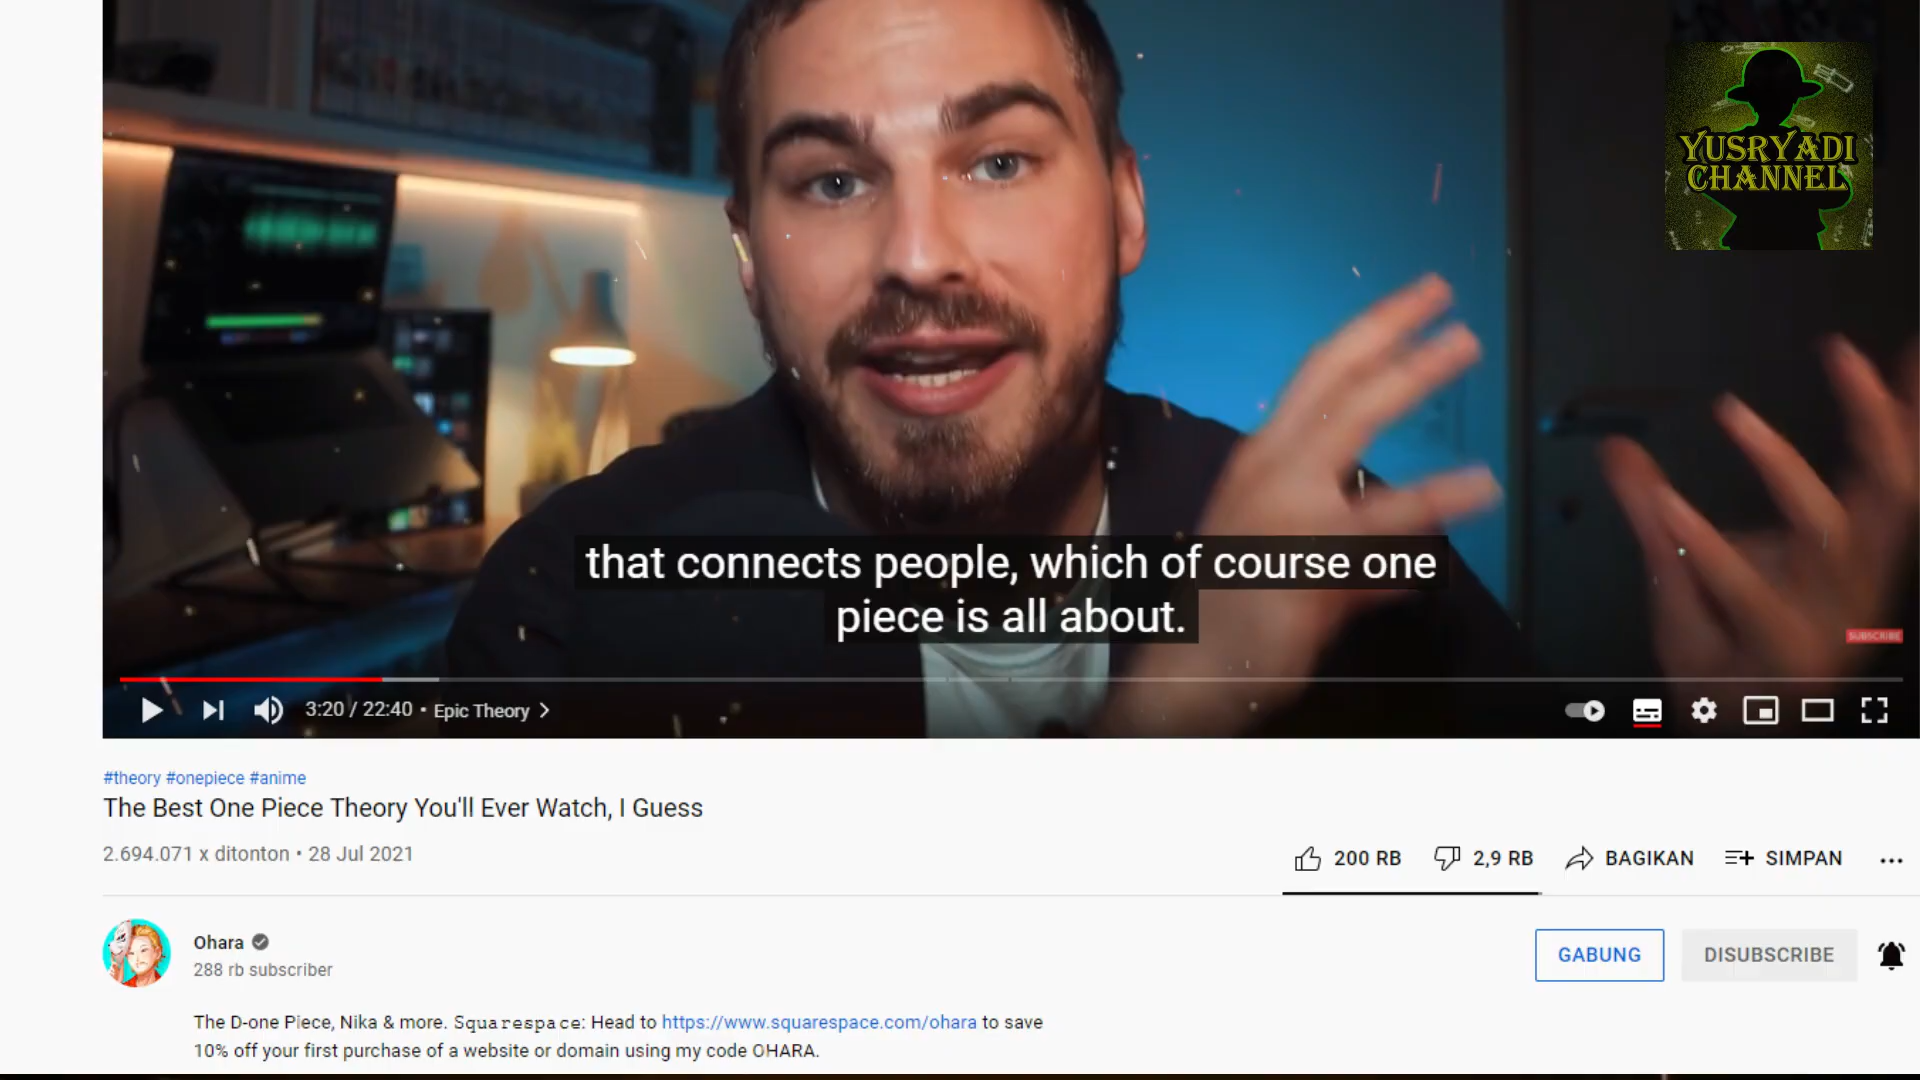 YUSRYADI
CHANNEL
that connects people, which of course one
piece is all about.
SUBSCRIBE
3:20 / 22:40 • Epic Theory
#theory #onepiece #anime
The Best One Piece Theory You'll Ever Watch, I Guess
2.694.071 x ditonton • 28 Jul 2021
200 RB 2,9 RB BAGIKAN SIMPAN
Ohara
288 rb subscriber
GABUNG DISUBSCRIBE
The D-one Piece, Nika & more. Squarespace: Head to https://www.squarespace.com/ohara to save
10% off your first purchase of a website or domain using my code OHARA.